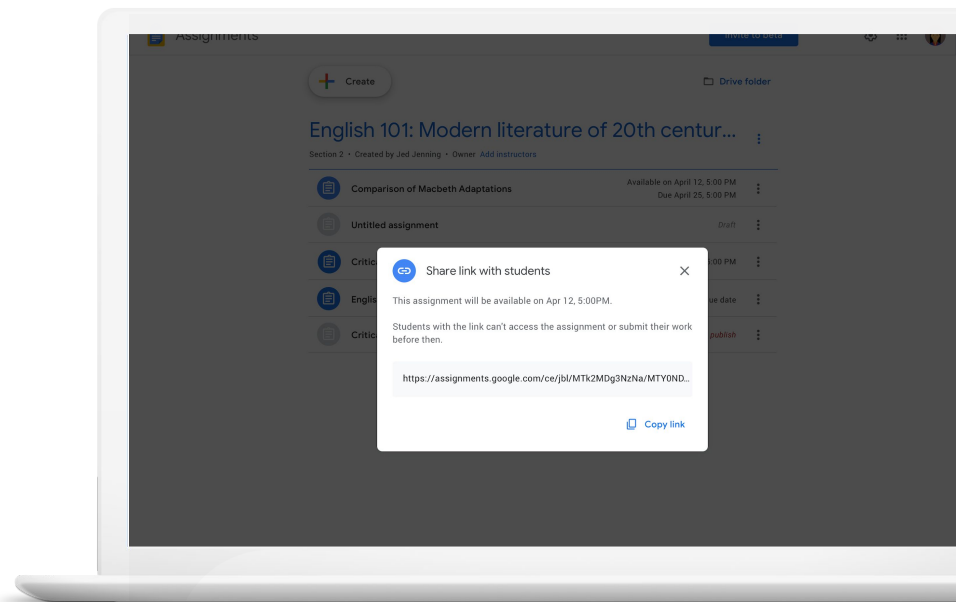 Assignments
Invite to beta
Create
Drive folder
English 101: Modern literature of 20th centur...
Section 2 • Created by Jed Jenning • Owner Add instructors
Comparison of Macbeth Adaptations
Available on April 12, 5:00 PM
Due April 25, 5:00 PM
Untitled assignment
Draft
Critic
:00 PM
Englis
ue date
Critic
publish
Share link with students
This assignment will be available on Apr 12, 5:00PM.
Students with the link can't access the assignment or submit their work
before then.
https://assignments.google.com/ce/jbl/MTk2MDg3NzNa/MTY0ND...
Copy link